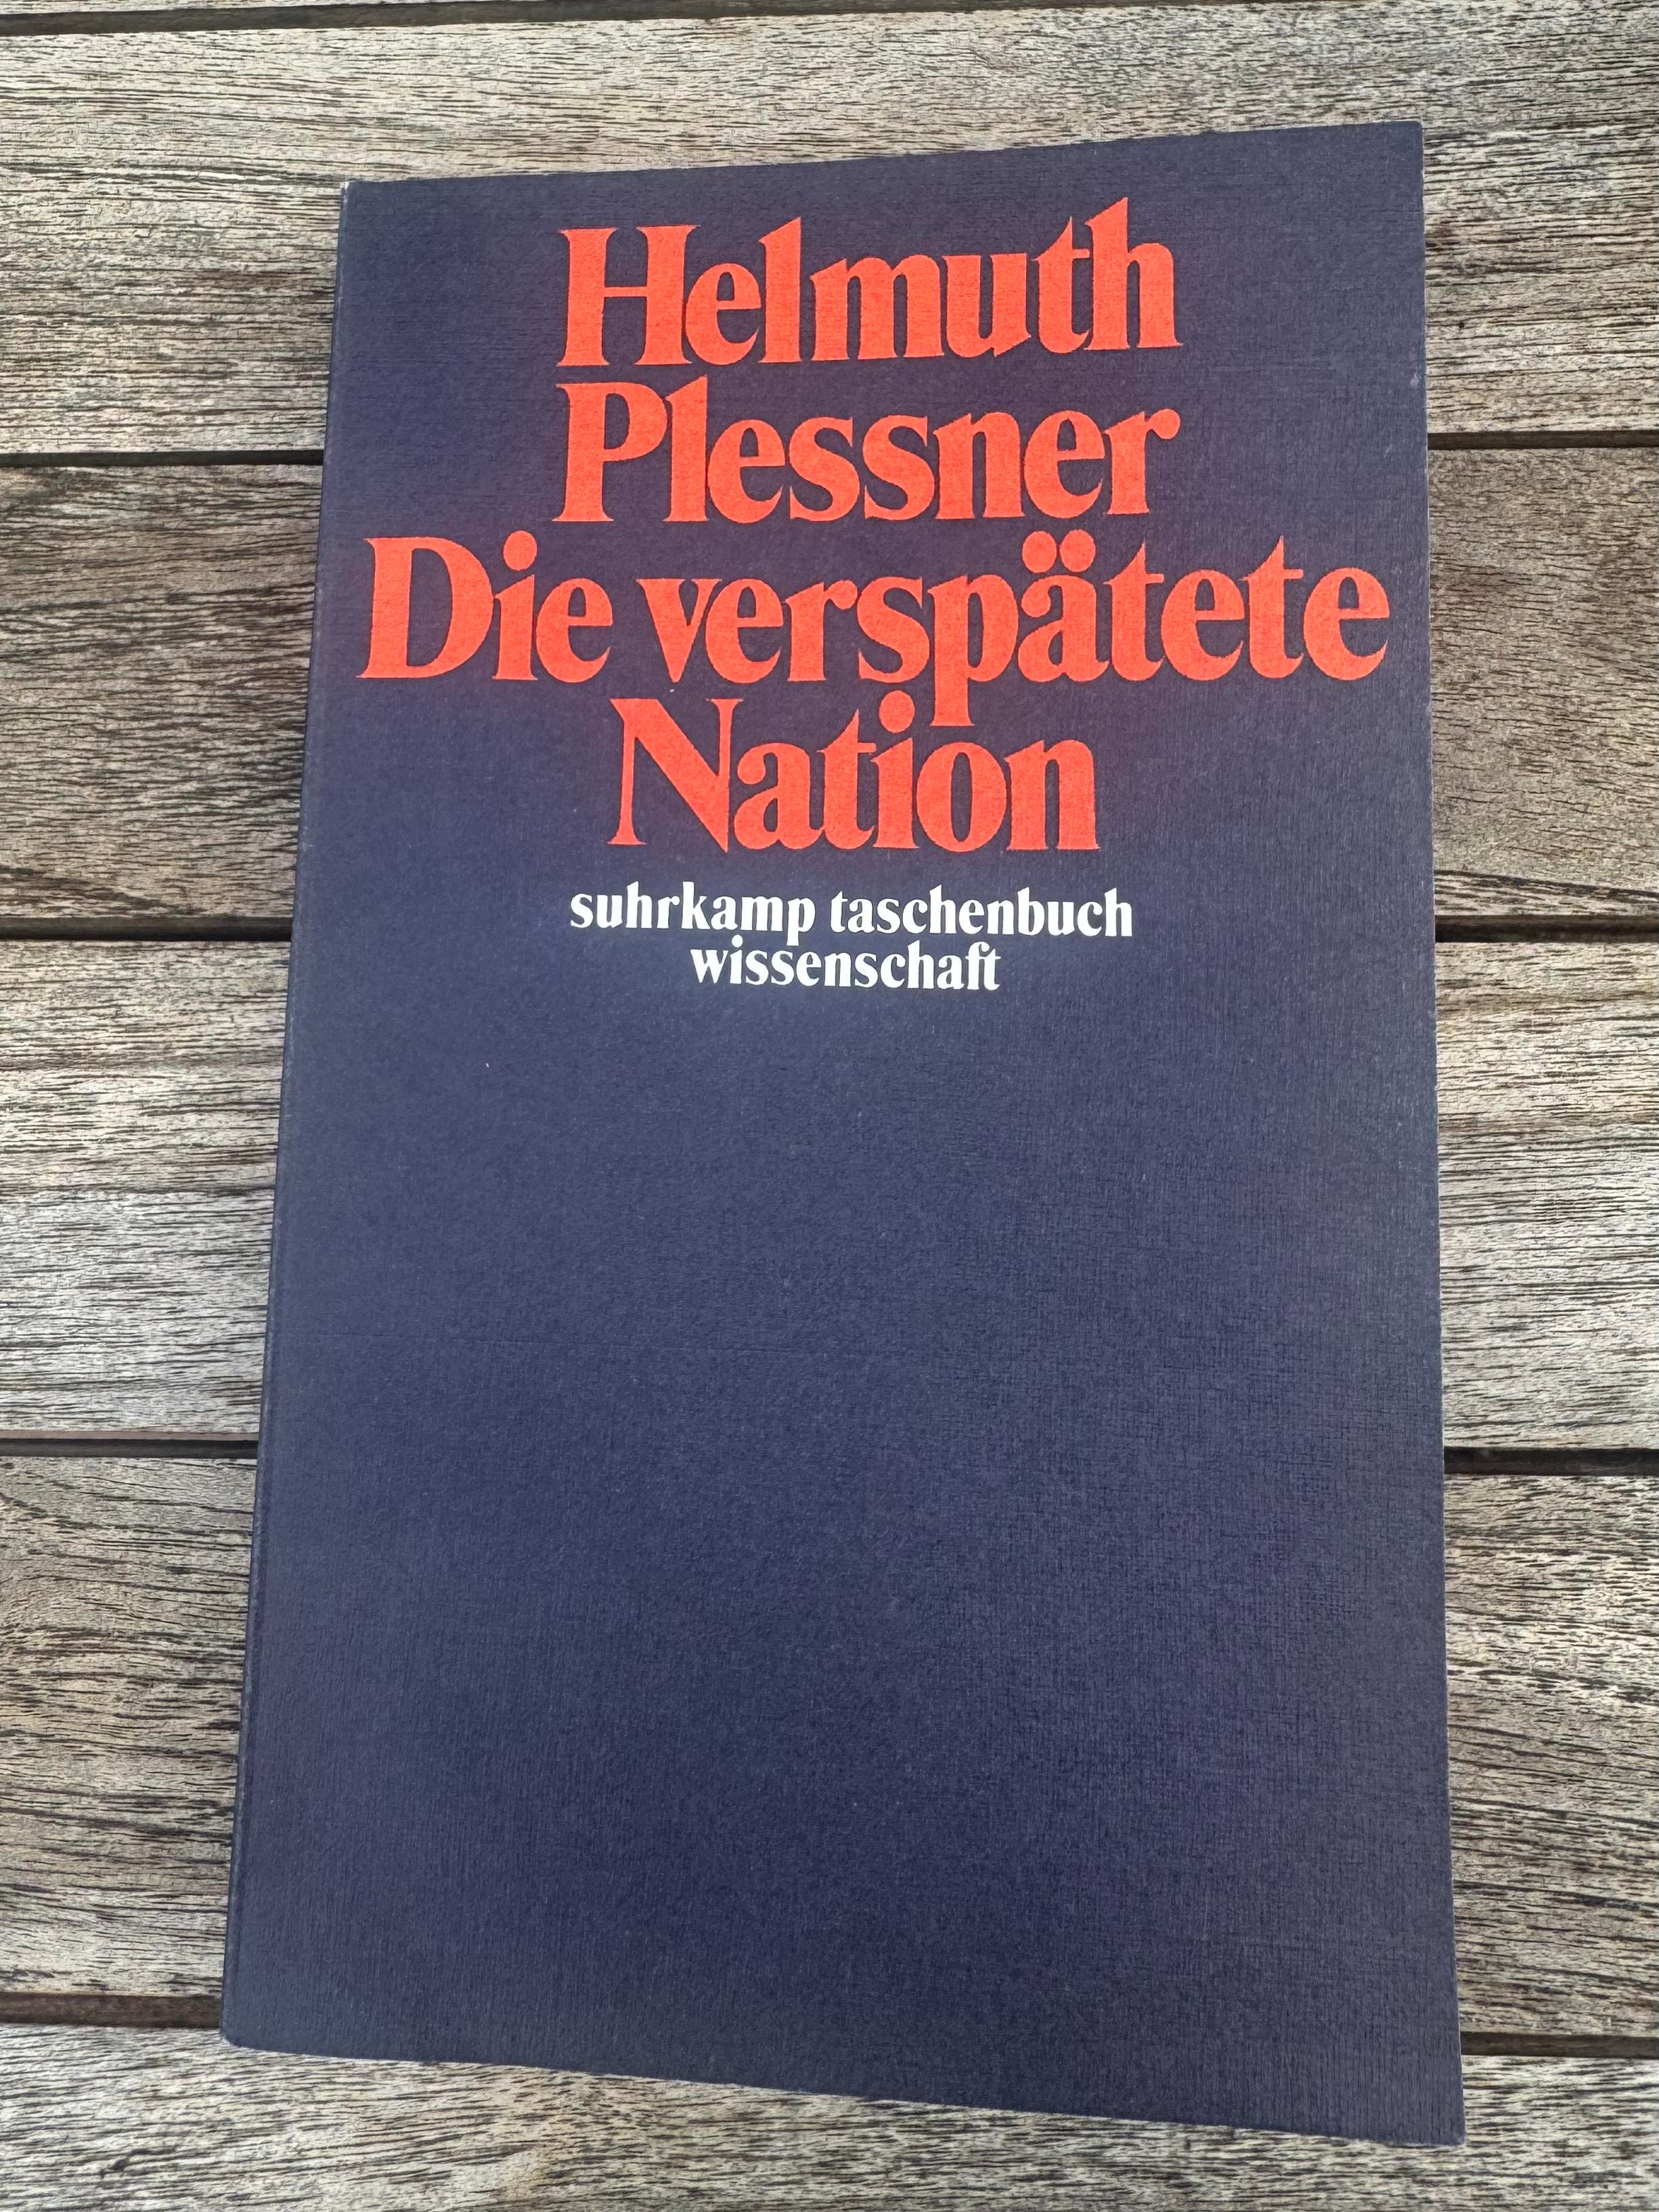 Helmuth
Plessner
Die verspätete
Nation
suhrkamp taschenbuch
wissenschaft